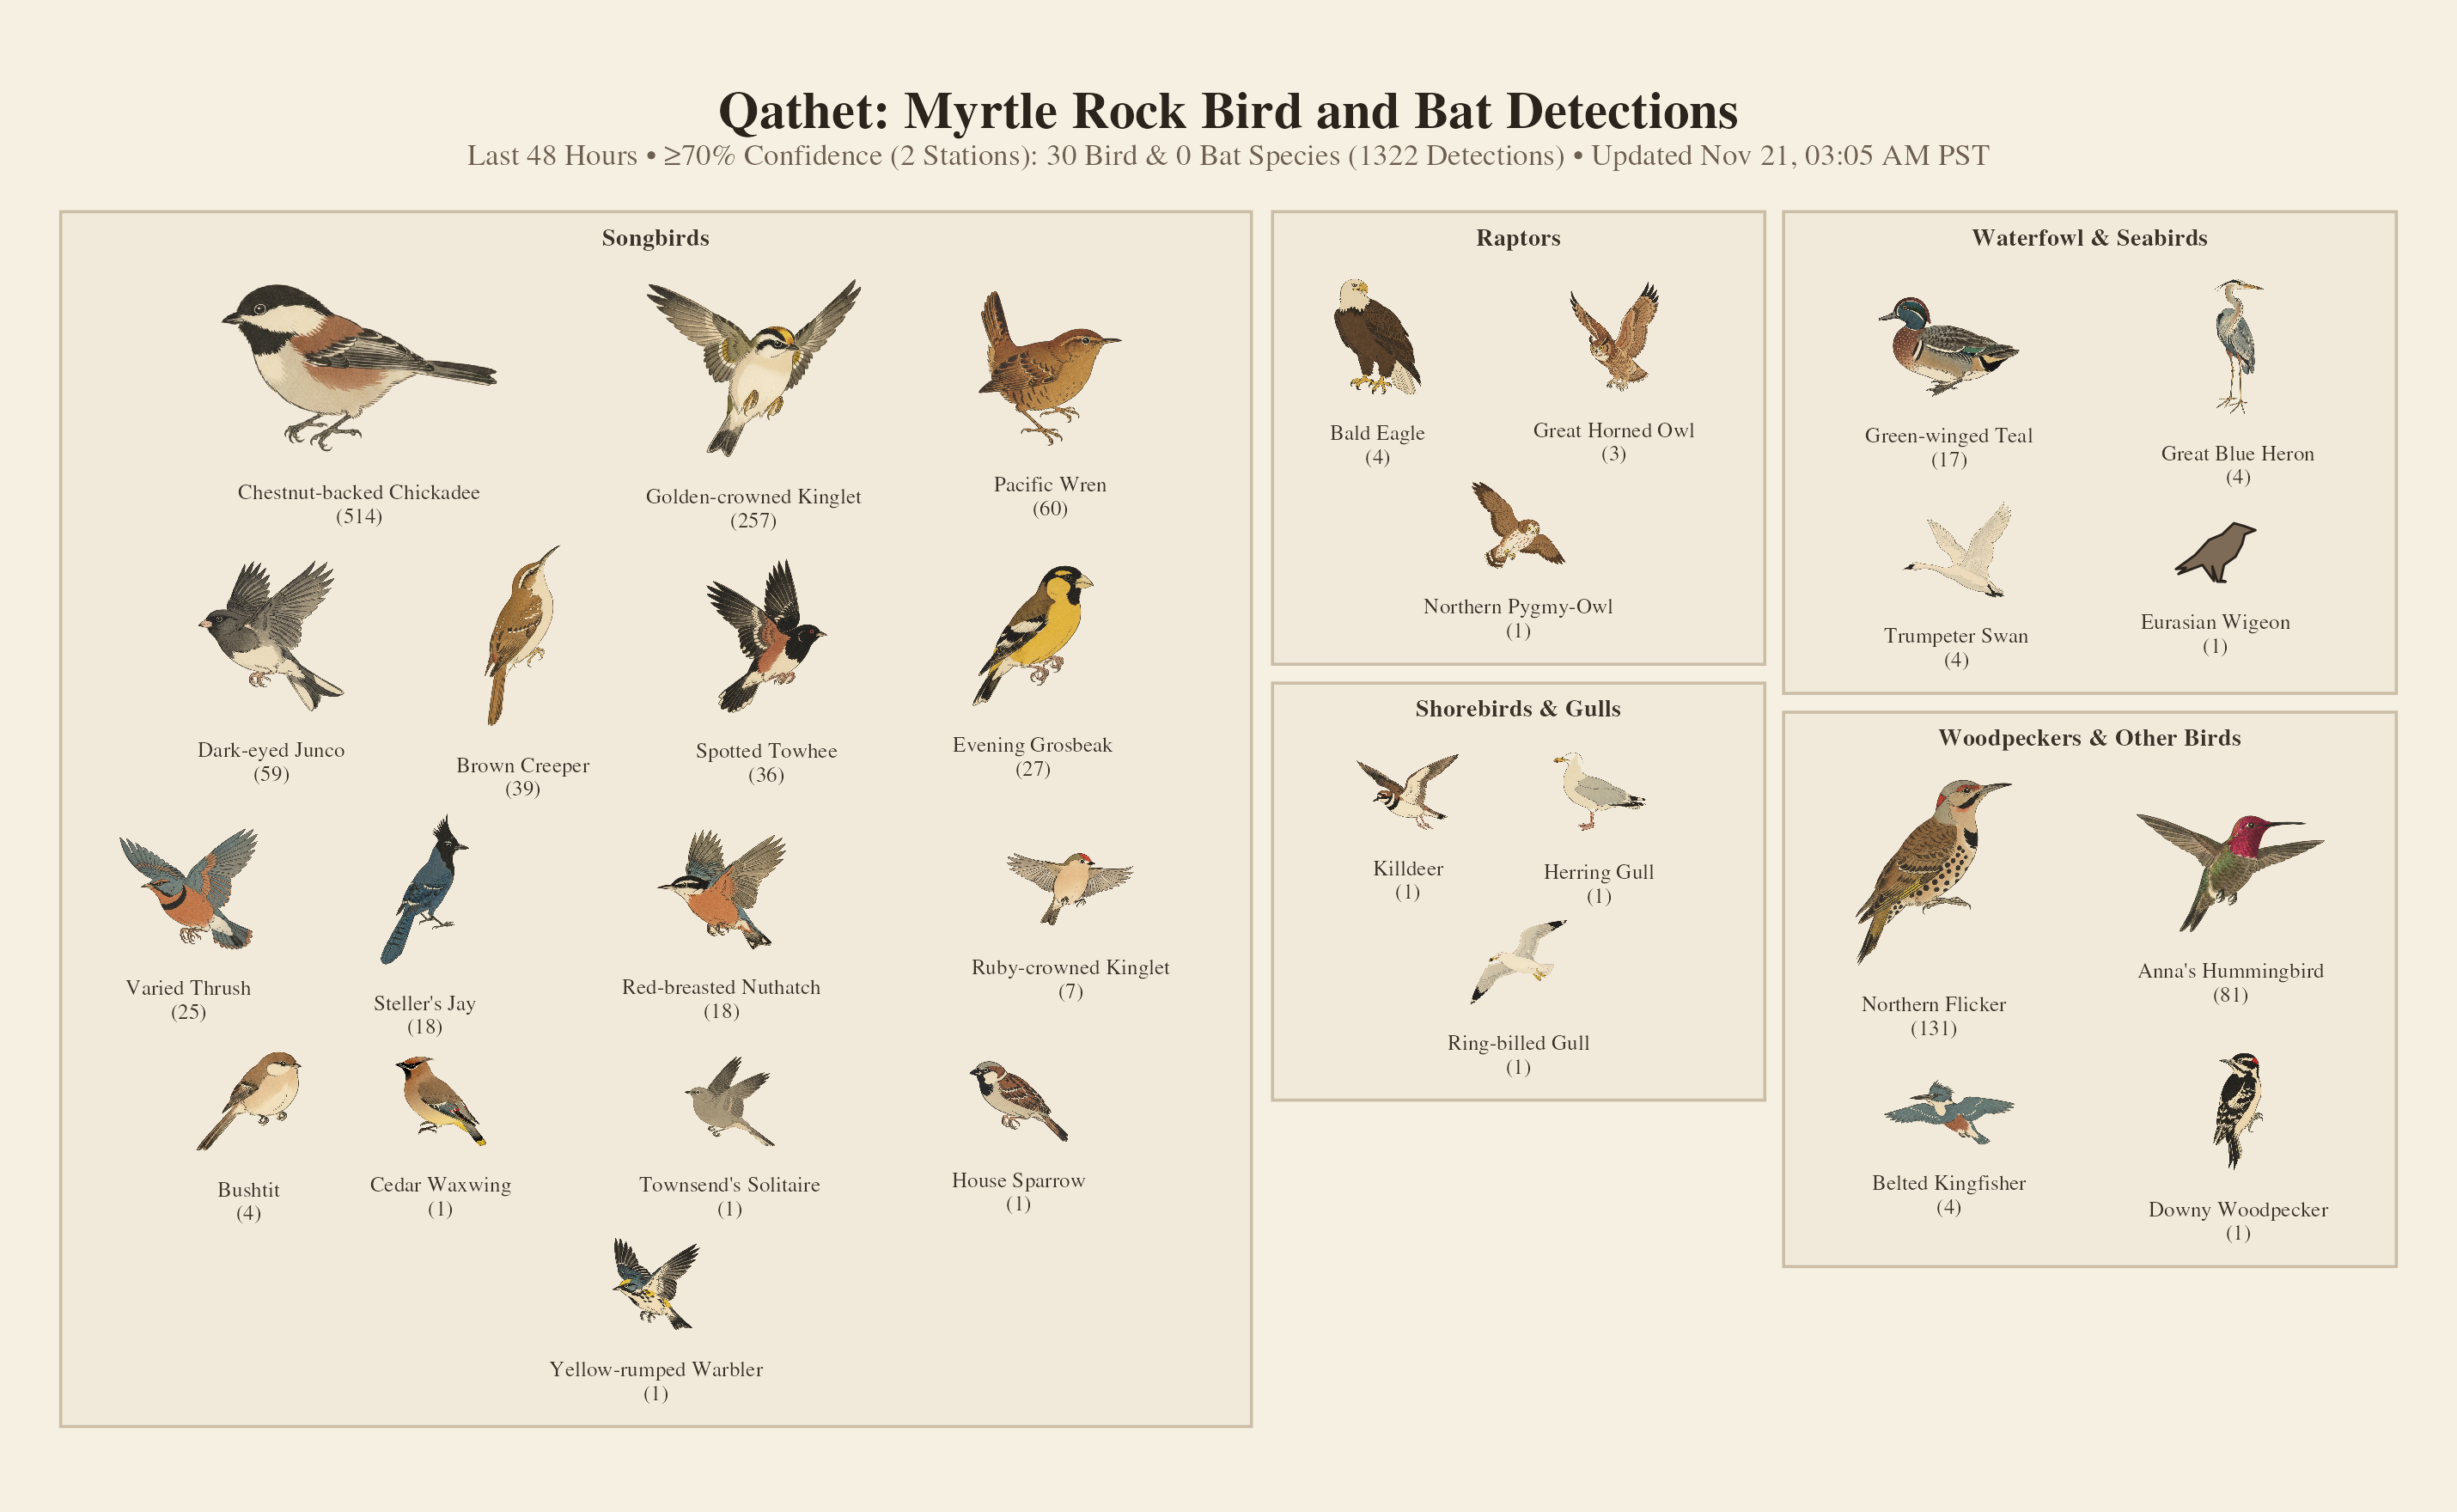 Qathet: Myrtle Rock Bird and Bat Detections
Last 48 Hours • ≥70% Confidence (2 Stations): 30 Bird & 0 Bat Species (1322 Detections) • Updated Nov 21, 03:05 AM PST
Songbirds
Chestnut-backed Chickadee
(514)
Golden-crowned Kinglet
(257)
Pacific Wren
(60)
Dark-eyed Junco
(59)
Brown Creeper
(39)
Spotted Towhee
(36)
Evening Grosbeak
(27)
Varied Thrush
(25)
Steller's Jay
(18)
Red-breasted Nuthatch
(18)
Ruby-crowned Kinglet
(7)
Bushtit
(4)
Cedar Waxwing
(1)
Townsend's Solitaire
(1)
House Sparrow
(1)
Yellow-rumped Warbler
(1)
Raptors
Bald Eagle
(4)
Great Horned Owl
(3)
Northern Pygmy-Owl
(1)
Shorebirds & Gulls
Killdeer
(1)
Herring Gull
(1)
Ring-billed Gull
(1)
Waterfowl & Seabirds
Green-winged Teal
(17)
Great Blue Heron
(4)
Trumpeter Swan
(4)
Eurasian Wigeon
(1)
Woodpeckers & Other Birds
Northern Flicker
(131)
Anna's Hummingbird
(81)
Belted Kingfisher
(4)
Downy Woodpecker
(1)